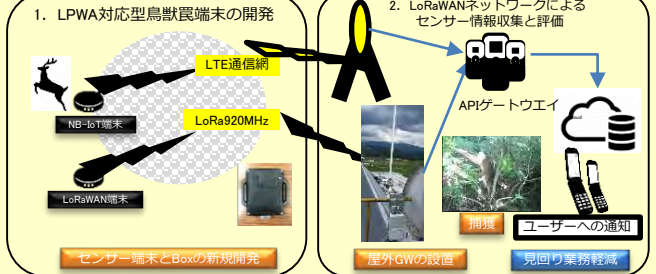 1. LPWA対応型鳥獣罠端末の開発
LTE通信網
NB-IoT端末
LoRa920MHz
LoRaWAN端末
センサー端末とBoxの新規開発
2. LoRaWANネットワークによる
センサー情報収集と評価
APIゲートウエイ
捕獲
ユーザーへの通知
屋外GWの設置
見回り業務軽減